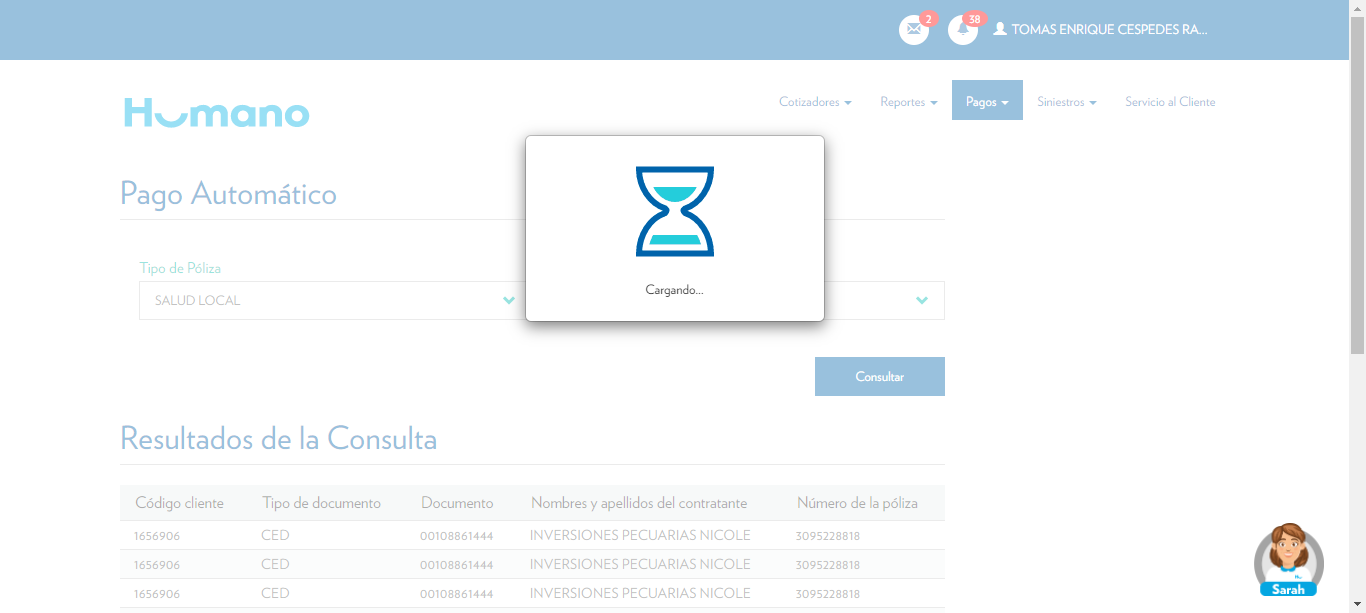 2 38 TOMAS ENRIQUE CESPEDES RA...
Humano
Cotizadores Reportes Pagos Siniestros Servicio al Cliente
Pago Automático
Cargando...
Tipo de Póliza
SALUD LOCAL
Consultar
Resultados de la Consulta
Código cliente Tipo de documento Documento Nombres y apellidos del contratante Número de la póliza
1656906 CED 00108861444 INVERSIONES PECUARIAS NICOLE 3095228818
1656906 CED 00108861444 INVERSIONES PECUARIAS NICOLE 3095228818
1656906 CED 00108861444 INVERSIONES PECUARIAS NICOLE 3095228818
Sarah